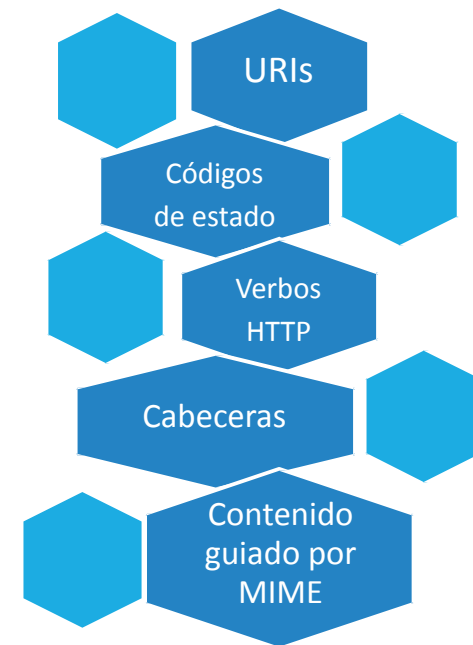 URIs
Códigos
de estado
Verbos
HTTP
Cabeceras
Contenido
guiado por
MIME